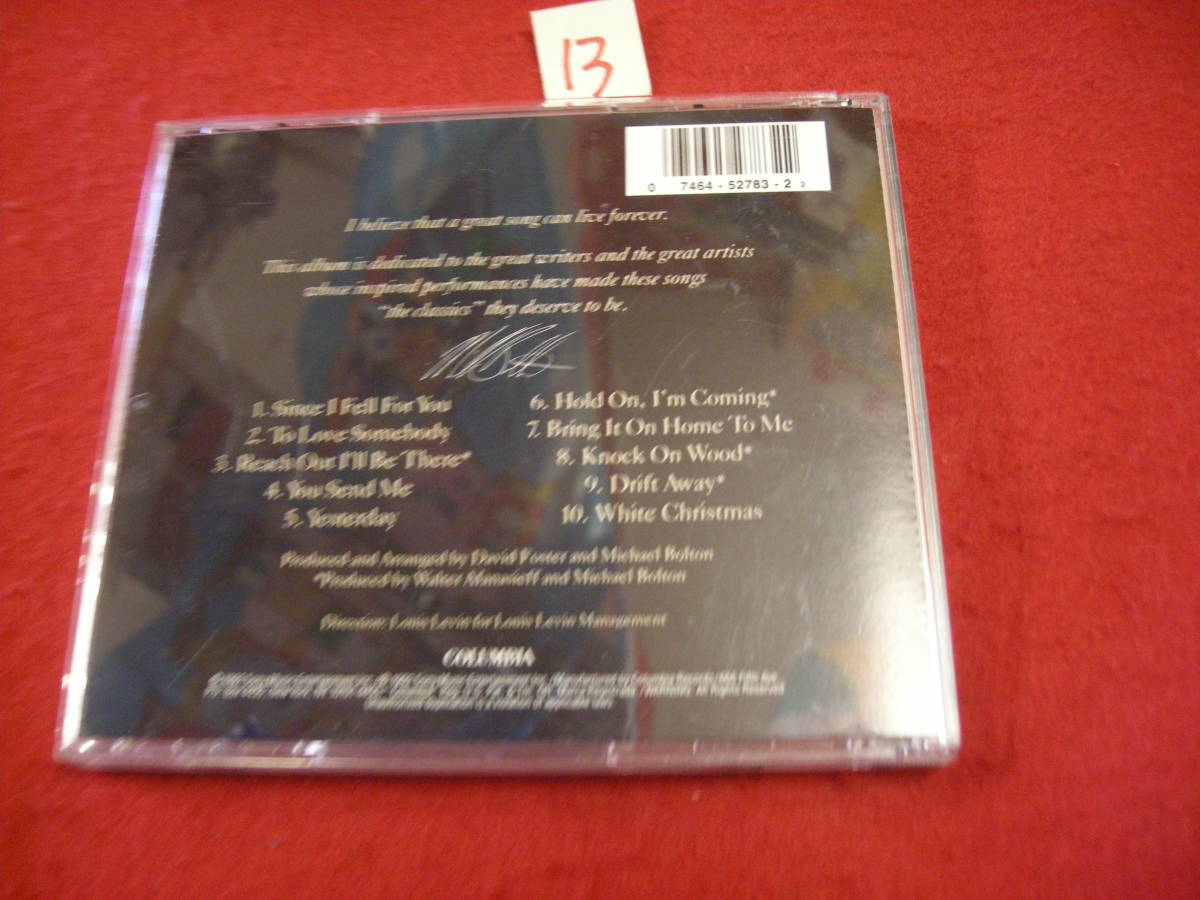 13
0 7464 - 52783 - 2 2
I believe that a great song can live forever.
This album is dedicated to the great writers and the great artists
whose inspired performances have made these songs
"the classics" they deserve to be.
1. Since I Fell For You
2. To Love Somebody
3. Reach Out I'll Be There*
4. You Send Me
5. Yesterday
6. Hold On, I'm Coming*
7. Bring It On Home To Me
8. Knock On Wood*
9. Drift Away*
10. White Christmas
Produced and Arranged by David Foster and Michael Bolton
*Produced by Walter Afanasieff and Michael Bolton
Direction: Louis Levin for Louis Levin Management
COLUMBIA
All Rights Reserved